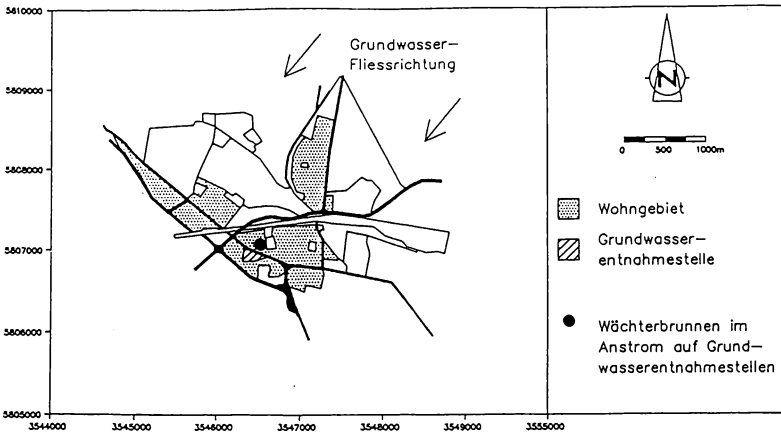 5810000
5809000
5808000
5807000
5806000
5805000
3544000 3545000 3546000 3547000 3548000 3549000 3555000
Grundwasser–
Fliessrichtung
N
0 500 1000m
Wohngebiet
Grundwasser–
entnahmestelle
Wächterbrunnen im
Anstrom auf Grund–
wasserentnahmestellen